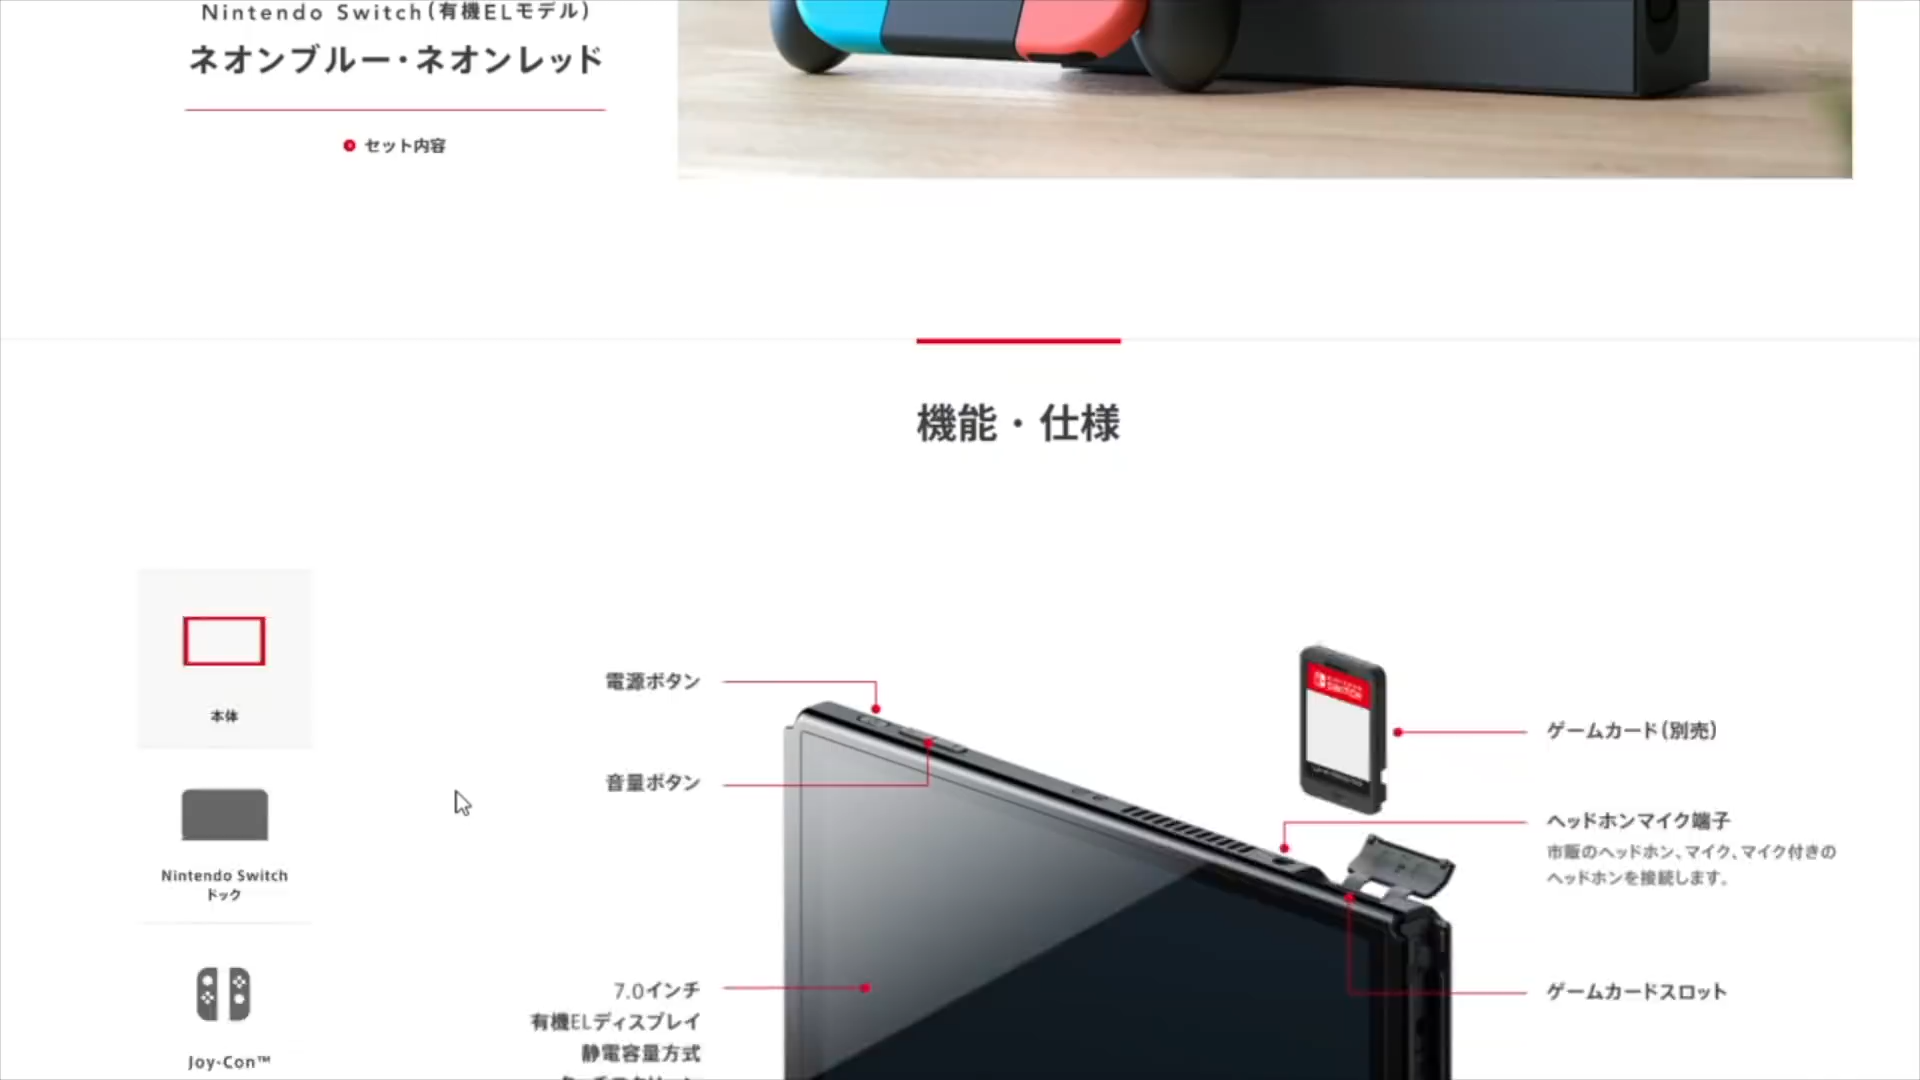 Nintendo Switch(有機ELモデル)
ネオンブルー・ネオンレッド
セット内容
機能・仕様
本体
Nintendo Switch
ドック
Joy-Con™
電源ボタン
音量ボタン
7.0インチ
有機ELディスプレイ
静電容量方式
ゲームカード(別売)
ヘッドホンマイク端子
市販のヘッドホン、マイク、マイク付きの
ヘッドホンを接続します。
ゲームカードスロット